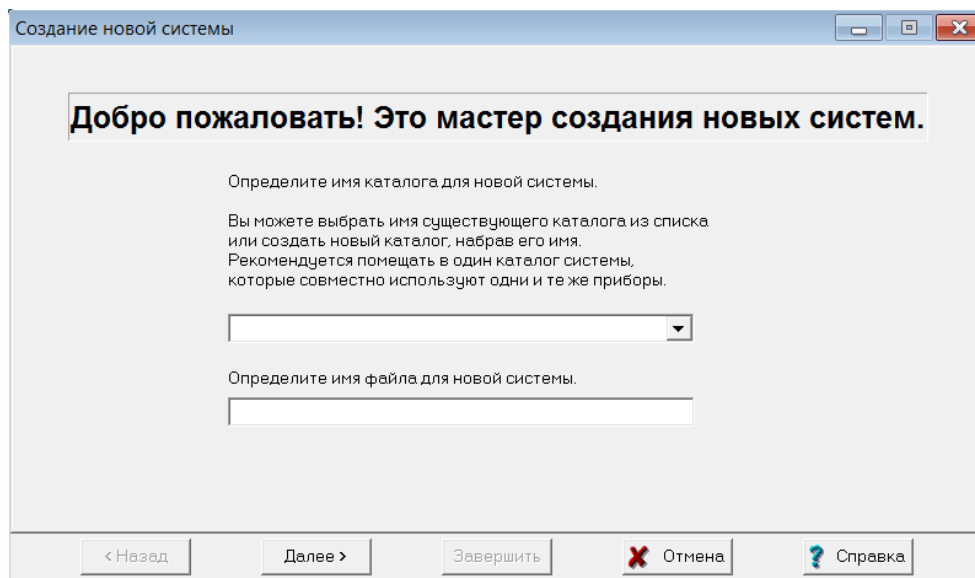 Создание новой системы
Добро пожаловать! Это мастер создания новых систем.
Определите имя каталога для новой системы.
Вы можете выбрать имя существующего каталога из списка
или создать новый каталог, набрав его имя.
Рекомендуется помещать в один каталог системы,
которые совместно используют одни и те же приборы.
Определите имя файла для новой системы.
< Назад
Далее >
Завершить
Отмена
Справка